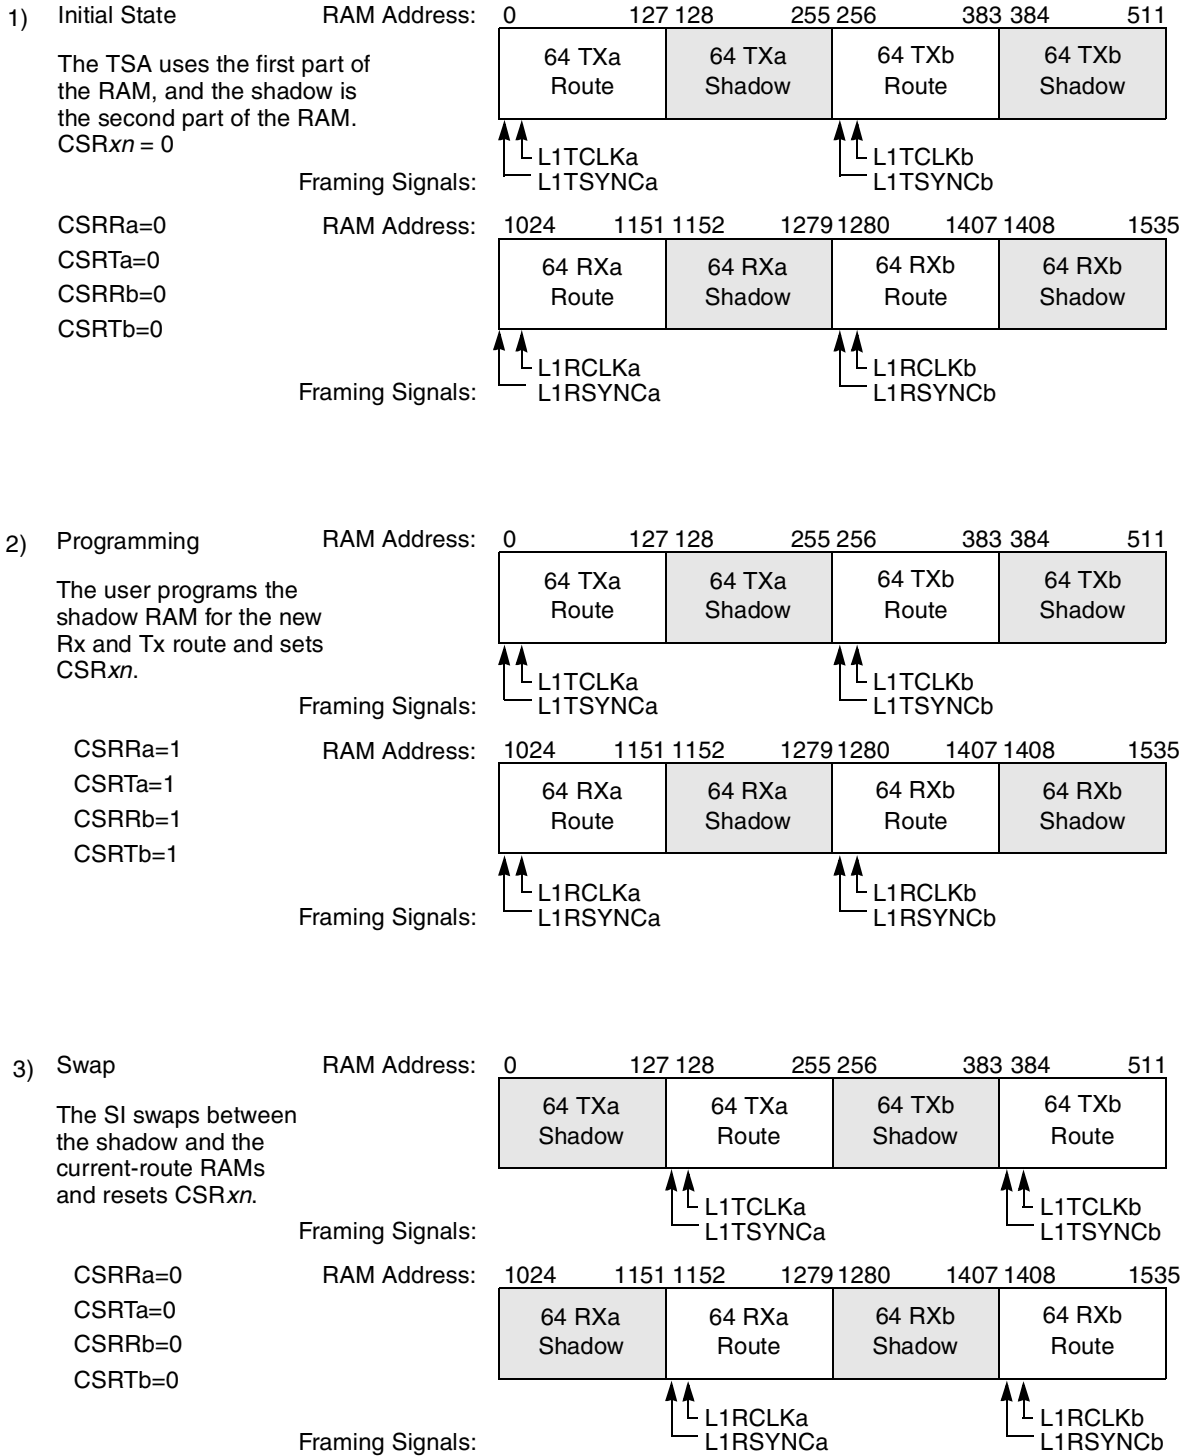 1) Initial State RAM Address: 0 127 128 255 256 383 384 511
The TSA uses the first part of
the RAM, and the shadow is
the second part of the RAM.
CSRxn = 0
64 TXa Route
64 TXa Shadow
64 TXb Route
64 TXb Shadow
L1TCLKa L1TCLKb
Framing Signals: L1TSYNCa L1TSYNCb
CSRRa=0 RAM Address: 1024 1151 1152 1279 1280 1407 1408 1535
CSRTa=0
CSRRb=0
CSRTb=0
64 RXa Route
64 RXa Shadow
64 RXb Route
64 RXb Shadow
L1RCLKa L1RCLKb
Framing Signals: L1RSYNCa L1RSYNCb
2) Programming RAM Address: 0 127 128 255 256 383 384 511
The user programs the
shadow RAM for the new
Rx and Tx route and sets
CSRxn.
64 TXa Route
64 TXa Shadow
64 TXb Route
64 TXb Shadow
L1TCLKa L1TCLKb
Framing Signals: L1TSYNCa L1TSYNCb
CSRRa=1 RAM Address: 1024 1151 1152 1279 1280 1407 1408 1535
CSRTa=1
CSRRb=1
CSRTb=1
64 RXa Route
64 RXa Shadow
64 RXb Route
64 RXb Shadow
L1RCLKa L1RCLKb
Framing Signals: L1RSYNCa L1RSYNCb
3) Swap RAM Address: 0 127 128 255 256 383 384 511
The SI swaps between
the shadow and the
current-route RAMs
and resets CSRxn.
64 TXa Shadow
64 TXa Route
64 TXb Shadow
64 TXb Route
L1TCLKa L1TCLKb
Framing Signals: L1TSYNCa L1TSYNCb
CSRRa=0 RAM Address: 1024 1151 1152 1279 1280 1407 1408 1535
CSRTa=0
CSRRb=0
CSRTb=0
64 RXa Shadow
64 RXa Route
64 RXb Shadow
64 RXb Route
L1RCLKa L1RCLKb
Framing Signals: L1RSYNCa L1RSYNCb